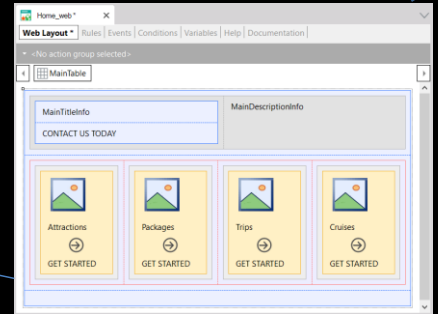 Home_web*
Web Layout * | Rules | Events | Conditions | Variables | Help | Documentation
<No action group selected>
MainTable
MainTitleInfo
MainDescriptionInfo
CONTACT US TODAY
Attractions Packages Trips Cruises
GET STARTED GET STARTED GET STARTED GET STARTED